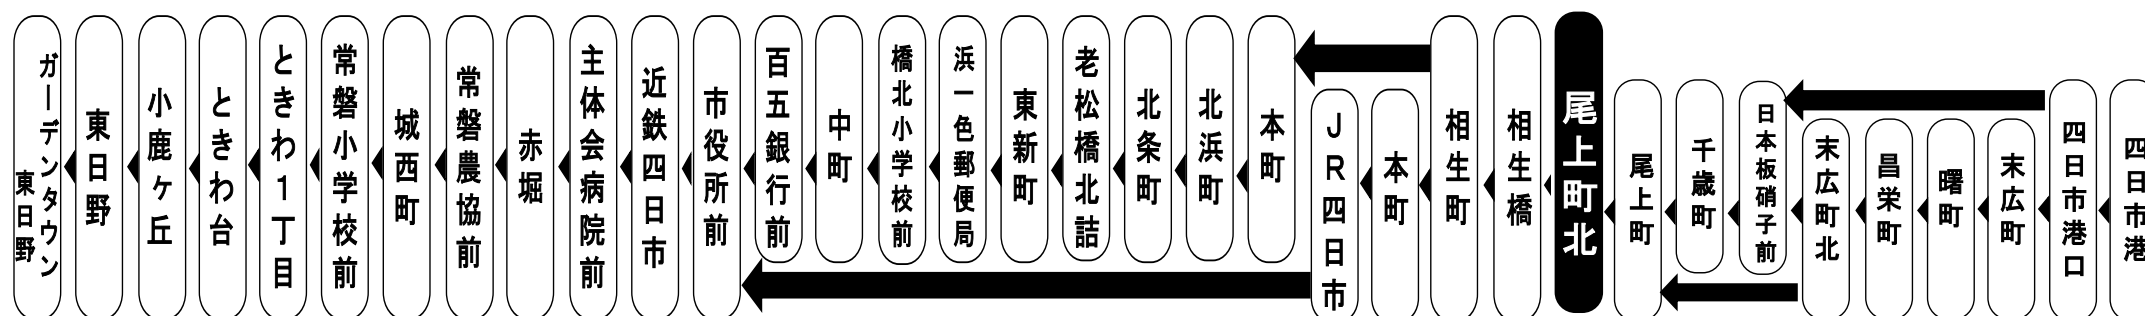 ガーデンタウン
東日野
東日野
小鹿ヶ丘
ときわ台
ときわ1丁目
常磐小学校前
城西町
常磐農協前
赤堀
主体会病院前
近鉄四日市
市役所前
百五銀行前
中町
橋北小学校前
浜一色郵便局
東新町
老松橋北詰
北条町
北浜町
本町
JR四日市
本町
相生町
相生橋
尾上町北
尾上町
千歳町
日本板硝子前
末広町北
昌栄町
曙町
末広町
四日市港口
四日市港